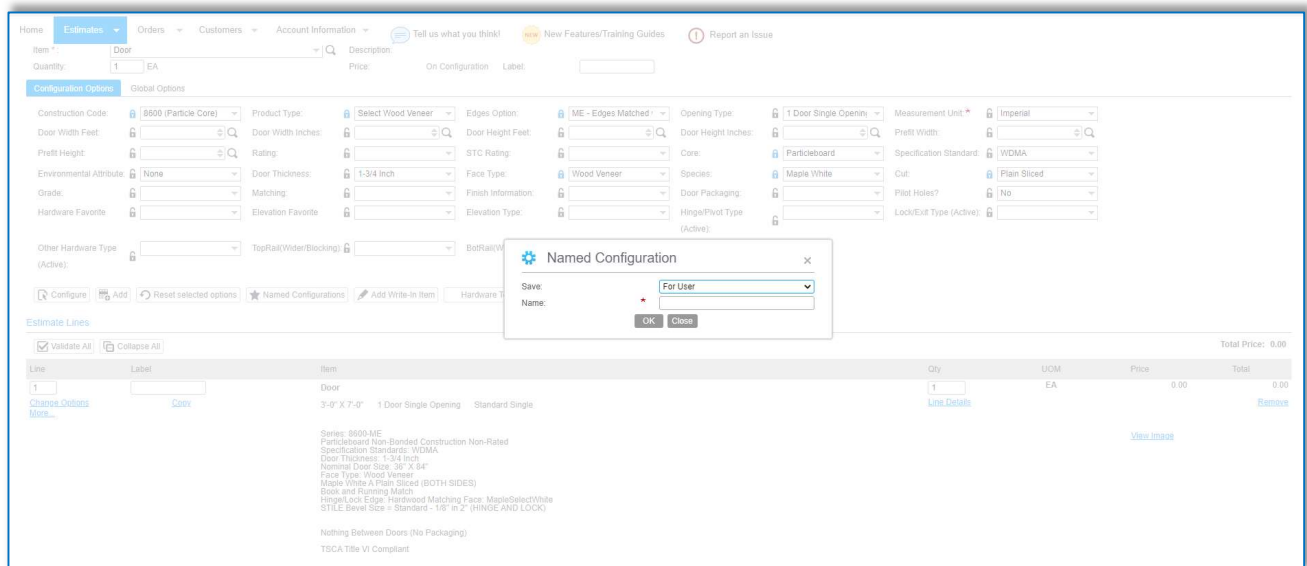 Home Estimates Orders Customers Account Information Tell us what you think! NEW New Features/Training Guides Report an Issue
Item * : Door Description:
Quantity: 1 EA Price: On Configuration Label:
Configuration Options Global Options
Construction Code: 8600 (Particle Core) Product Type: Select Wood Veneer Edges Option: ME - Edges Matched Opening Type: 1 Door Single Openin Measurement Unit: * Imperial
Door Width Feet: Door Width Inches: Door Height Feet: Door Height Inches: Prefit Width:
Prefit Height: Rating: STC Rating: Core: Particleboard Specification Standard: WDMA
Environmental Attribute: None Door Thickness: 1-3/4 Inch Face Type: Wood Veneer Species: Maple White Cut: Plain Sliced
Grade: Matching: Finish Information: Door Packaging: Pilot Holes? No
Hardware Favorite Elevation Favorite Elevation Type: Hinge/Pivot Type (Active): Lock/Exit Type (Active):
Other Hardware Type (Active): TopRail(Wider/Blocking) BotRail(W
Named Configuration
Save: For User
Name: *
OK Close
Configure Add Reset selected options Named Configurations Add Write-In Item Hardware T
Estimate Lines
Validate All Collapse All Total Price: 0.00
Line Label Item Qty UOM Price Total
1 Door 1 EA 0.00 0.00
Change Options Copy 3'-0" X 7'-0" 1 Door Single Opening Standard Single Line Details Remove
More...
Series: 8600-ME
Particleboard Non-Bonded Construction Non-Rated
Specification Standards: WDMA
Door Thickness: 1-3/4 Inch
Nominal Door Size: 36" X 84"
Face Type: Wood Veneer
Maple White A Plain Sliced (BOTH SIDES)
Book and Running Match
Hinge/Lock Edge: Hardwood Matching Face: MapleSelectWhite
STILE Bevel Size = Standard - 1/8" in 2" (HINGE AND LOCK)
View Image
Nothing Between Doors (No Packaging)
TSCA Title VI Compliant